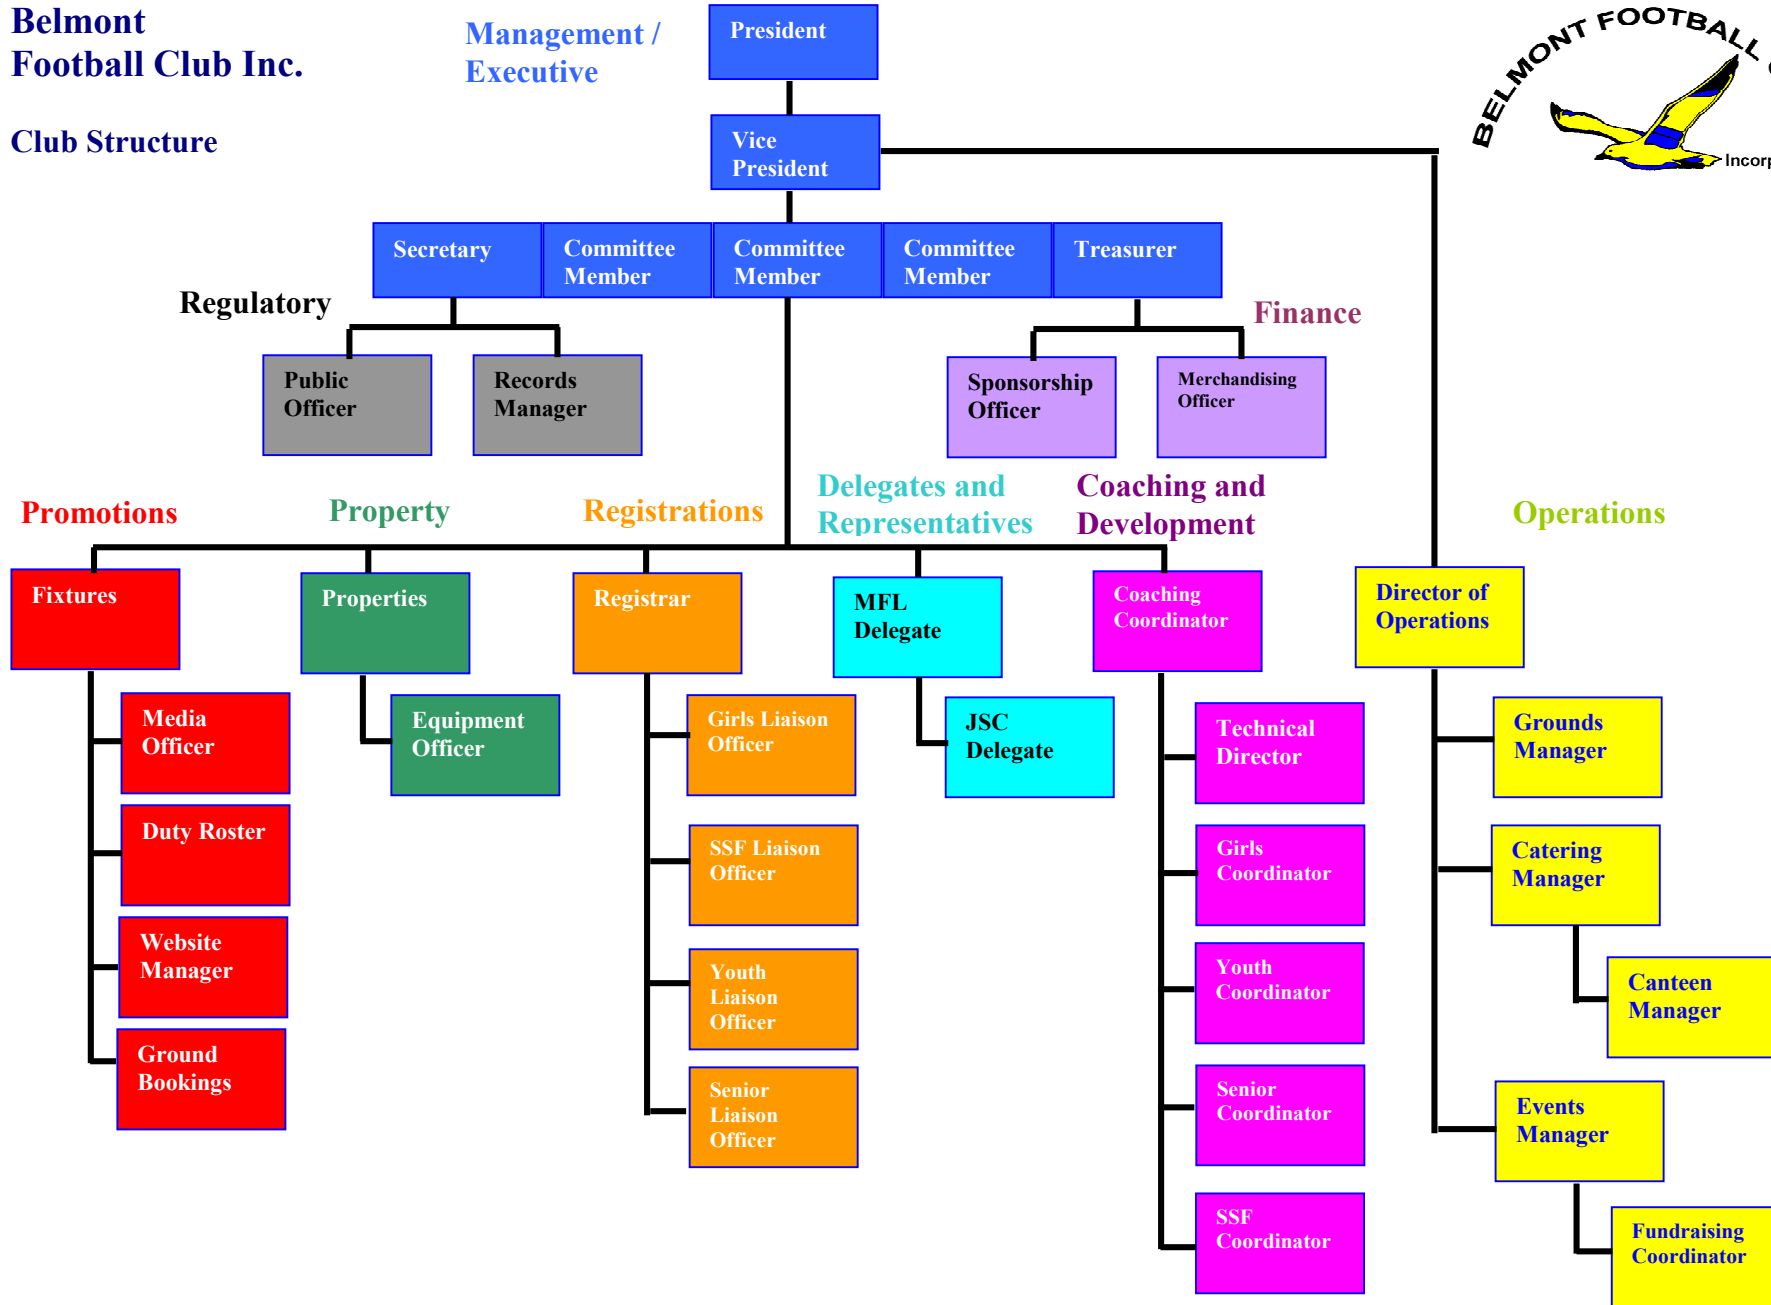 Belmont
Football Club Inc.
Club Structure
Management /
Executive
President
BELMONT FOOTBALL
Vice
President
Secretary
Committee
Member
Committee
Member
Committee
Member
Treasurer
Regulatory
Finance
Public
Officer
Records
Manager
Sponsorship
Officer
Merchandising
Officer
Promotions
Property
Registrations
Delegates and
Representatives
Coaching and
Development
Operations
Fixtures
Media
Officer
Duty Roster
Website
Manager
Ground
Bookings
Properties
Equipment
Officer
Registrar
Girls Liaison
Officer
SSF Liaison
Officer
Youth
Liaison
Officer
Senior
Liaison
Officer
MFL
Delegate
JSC
Delegate
Coaching
Coordinator
Technical
Director
Girls
Coordinator
Youth
Coordinator
Senior
Coordinator
SSF
Coordinator
Director of
Operations
Grounds
Manager
Catering
Manager
Canteen
Manager
Events
Manager
Fundraising
Coordinator